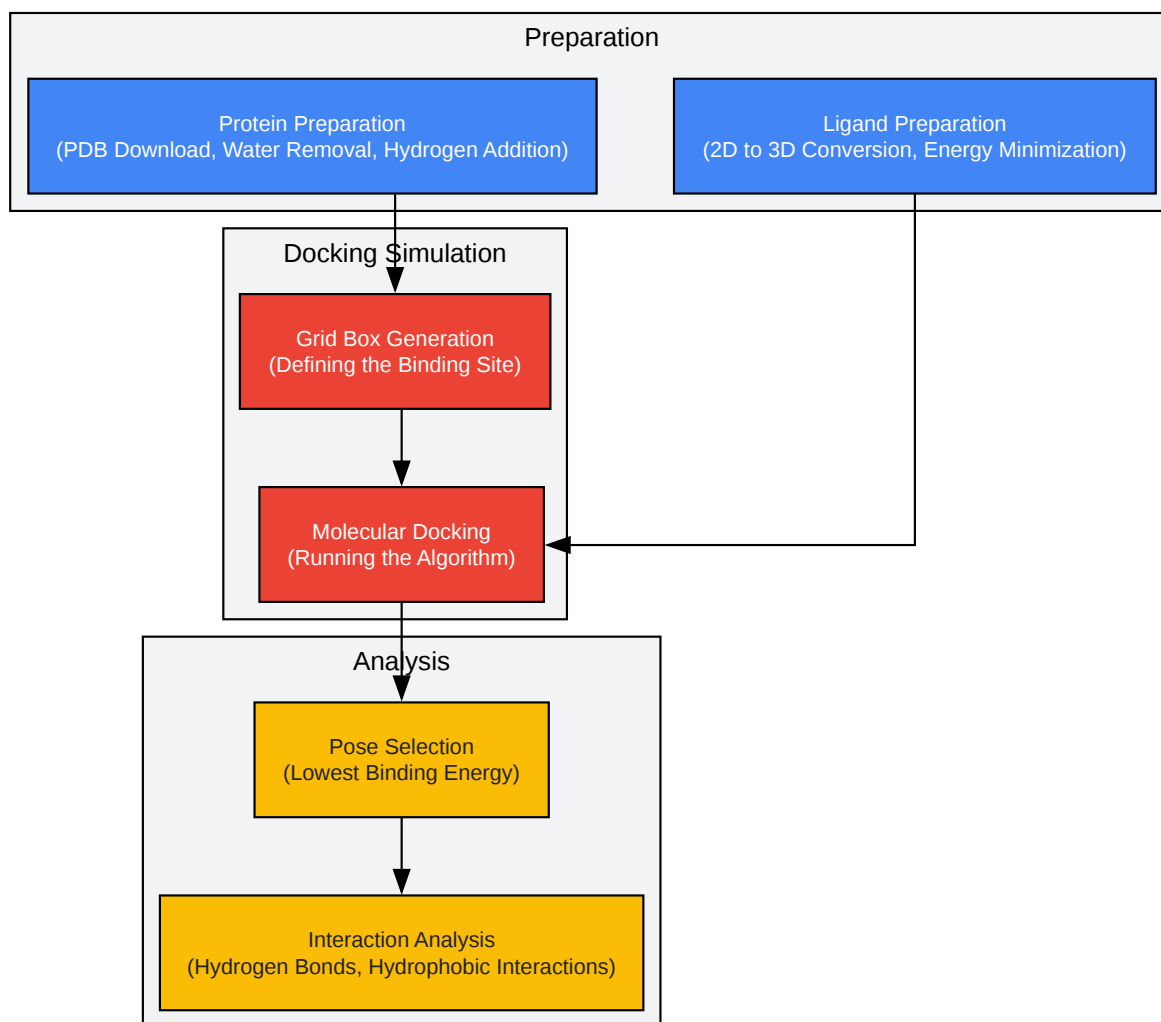 Preparation
Protein Preparation
(PDB Download, Water Removal, Hydrogen Addition)
Ligand Preparation
(2D to 3D Conversion, Energy Minimization)
Docking Simulation
Grid Box Generation
(Defining the Binding Site)
Molecular Docking
(Running the Algorithm)
Analysis
Pose Selection
(Lowest Binding Energy)
Interaction Analysis
(Hydrogen Bonds, Hydrophobic Interactions)